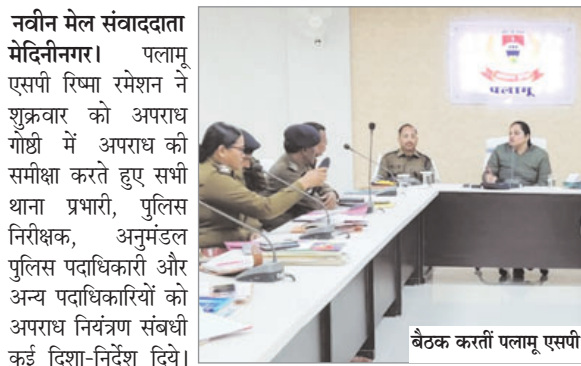 नवीन मेल संवाददाता
मेदिनीनगर। पलामू
एसपी रिष्मा रमेशन ने
शुक्रवार को अपराध
गोष्ठी में अपराध की
समीक्षा करते हुए सभी
थाना प्रभारी, पुलिस
निरीक्षक, अनुमंडल
पुलिस पदाधिकारी और
अन्य पदाधिकारियों को
अपराध नियंत्रण संबधी
कई दिशा-निर्देश दिये।
पलामू
बैठक करतीं पलामू एसपी